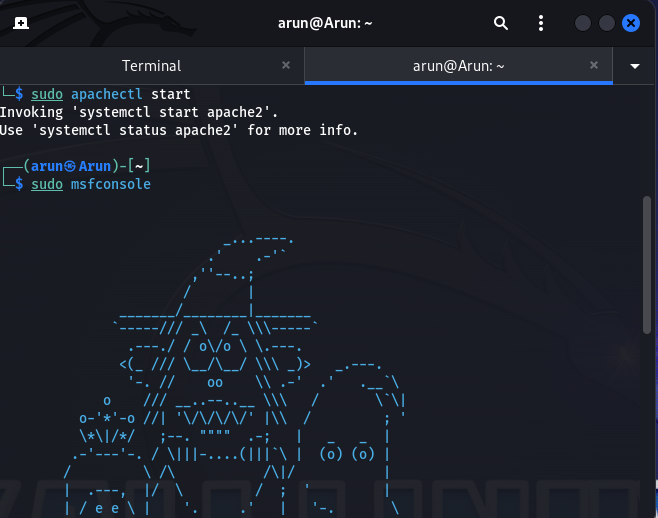 arun@Arun: ~
Terminal
arun@Arun: ~
└─$ sudo apachectl start
Invoking 'systemctl start apache2'.
Use 'systemctl status apache2' for more info.
┌──(arun㉿Arun)-[~]
└─$ sudo msfconsole